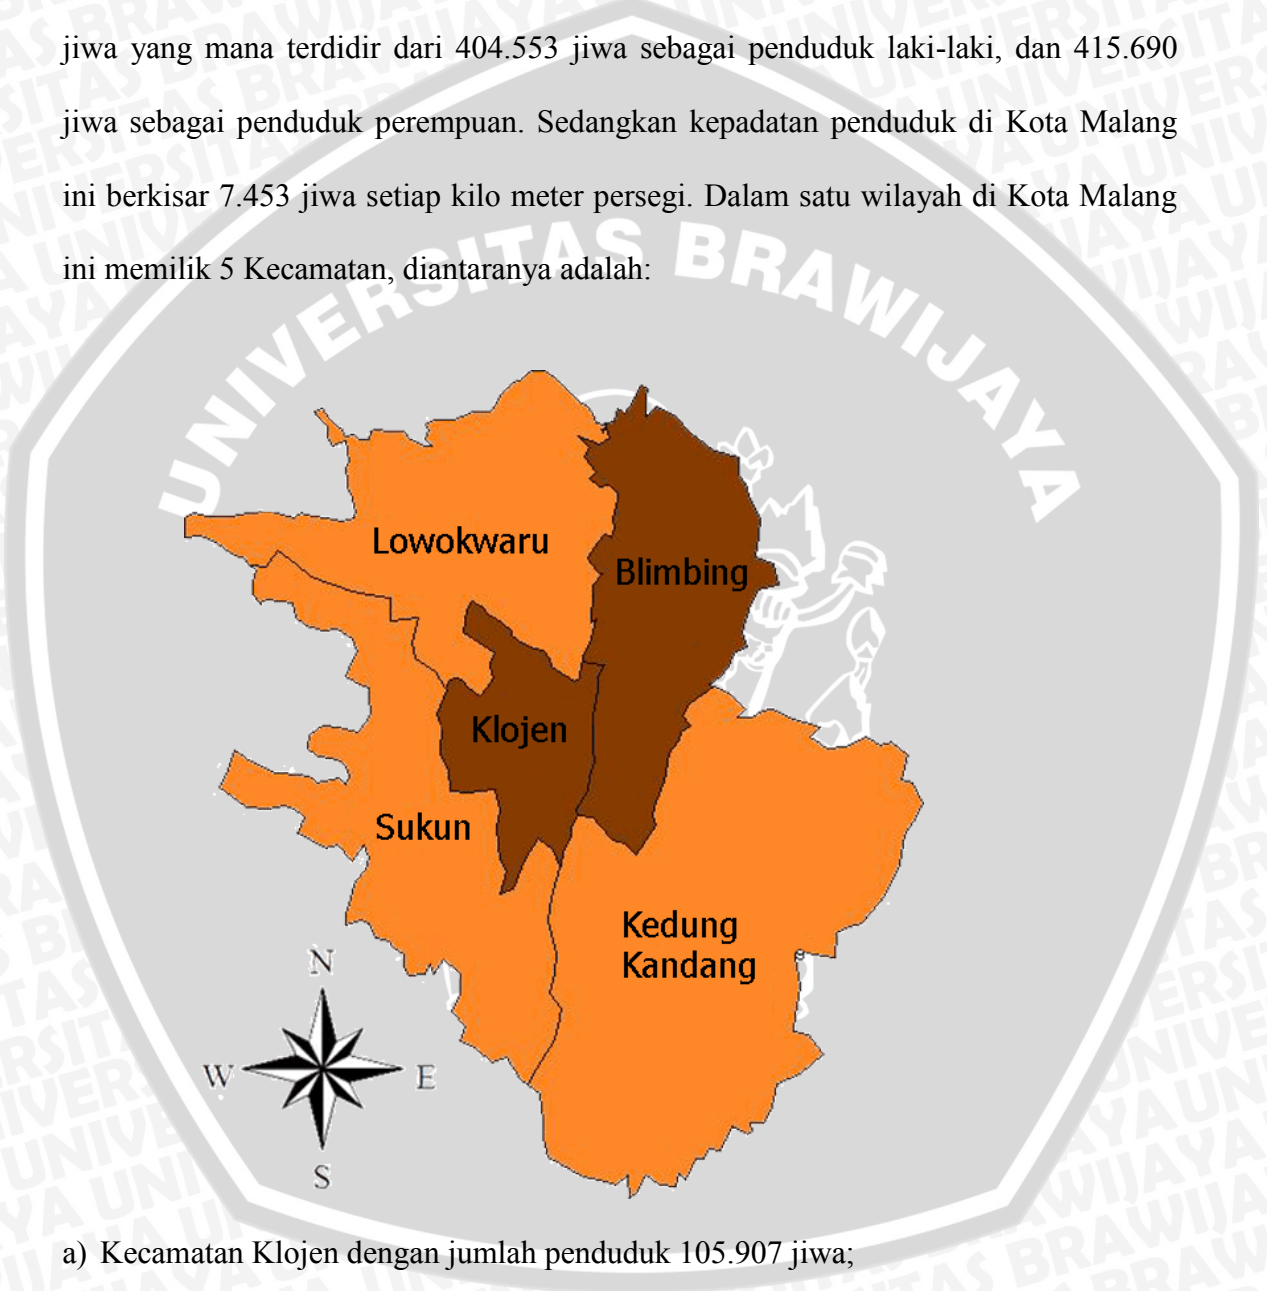 jiwa yang mana terdidir dari 404.553 jiwa sebagai penduduk laki-laki, dan 415.690
jiwa sebagai penduduk perempuan. Sedangkan kepadatan penduduk di Kota Malang
ini berkisar 7.453 jiwa setiap kilo meter persegi. Dalam satu wilayah di Kota Malang
ini memilik 5 Kecamatan, diantaranya adalah:
UNIVERSITAS BRAWIJAYA
Lowokwaru
Blimbing
Klojen
Sukun
Kedung
Kandang
N
W E
S
a) Kecamatan Klojen dengan jumlah penduduk 105.907 jiwa;